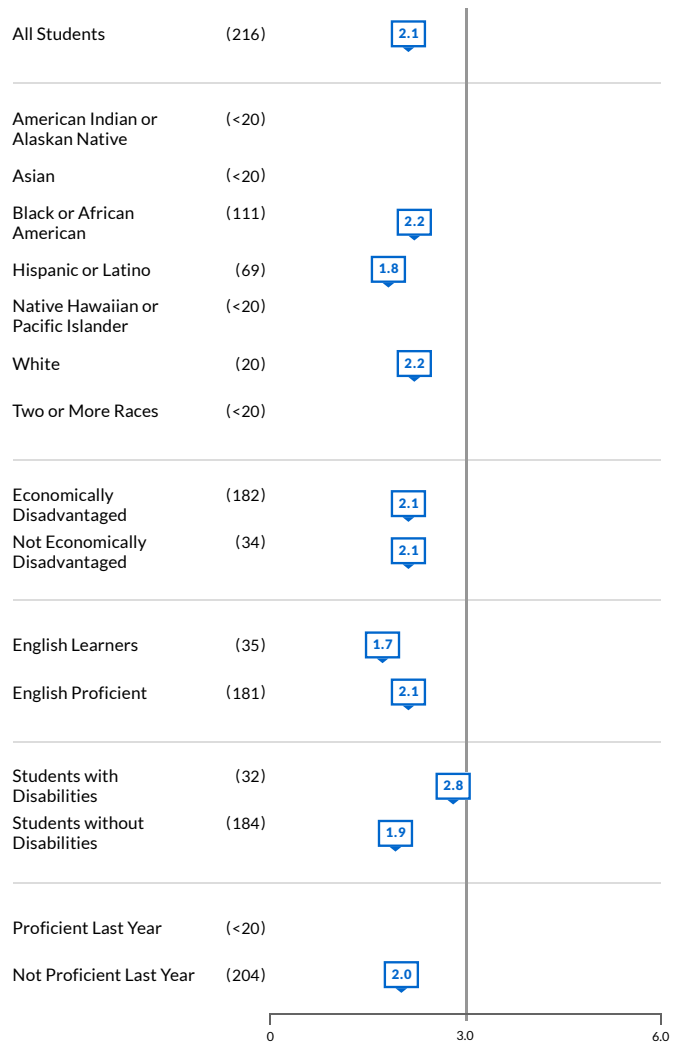 All Students (216) 2.1
American Indian or (<20)
Alaskan Native
Asian (<20)
Black or African (111) 2.2
American
Hispanic or Latino (69) 1.8
Native Hawaiian or (<20)
Pacific Islander
White (20) 2.2
Two or More Races (<20)
Economically (182) 2.1
Disadvantaged
Not Economically (34) 2.1
Disadvantaged
English Learners (35) 1.7
English Proficient (181) 2.1
Students with (32) 2.8
Disabilities
Students without (184) 1.9
Disabilities
Proficient Last Year (<20)
Not Proficient Last Year (204) 2.0
0 3.0 6.0